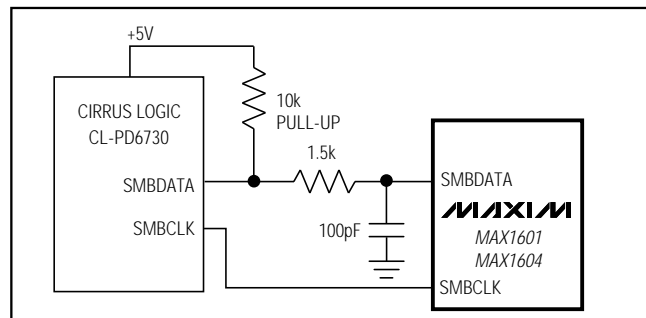 +5V
CIRRUS LOGIC
CL-PD6730
10k
PULL-UP
1.5k
SMBDATA
SMBDATA
MAXIM
SMBCLK
100pF
MAX1601
MAX1604
SMBCLK